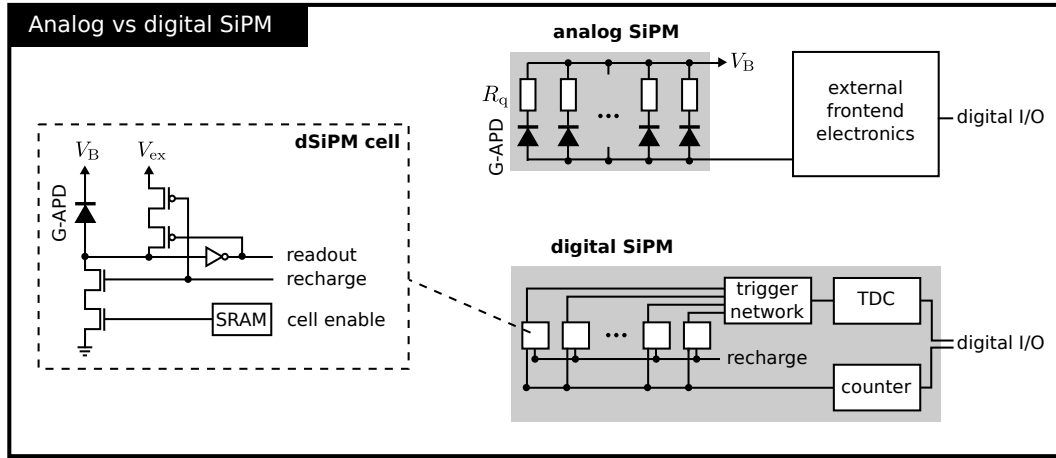 Analog vs digital SiPM
analog SiPM
V_B
R_q
G-APD
...
external
frontend
electronics
digital I/O
dSiPM cell
V_B
V_ex
G-APD
readout
recharge
SRAM
cell enable
digital SiPM
trigger
network
TDC
...
recharge
counter
digital I/O